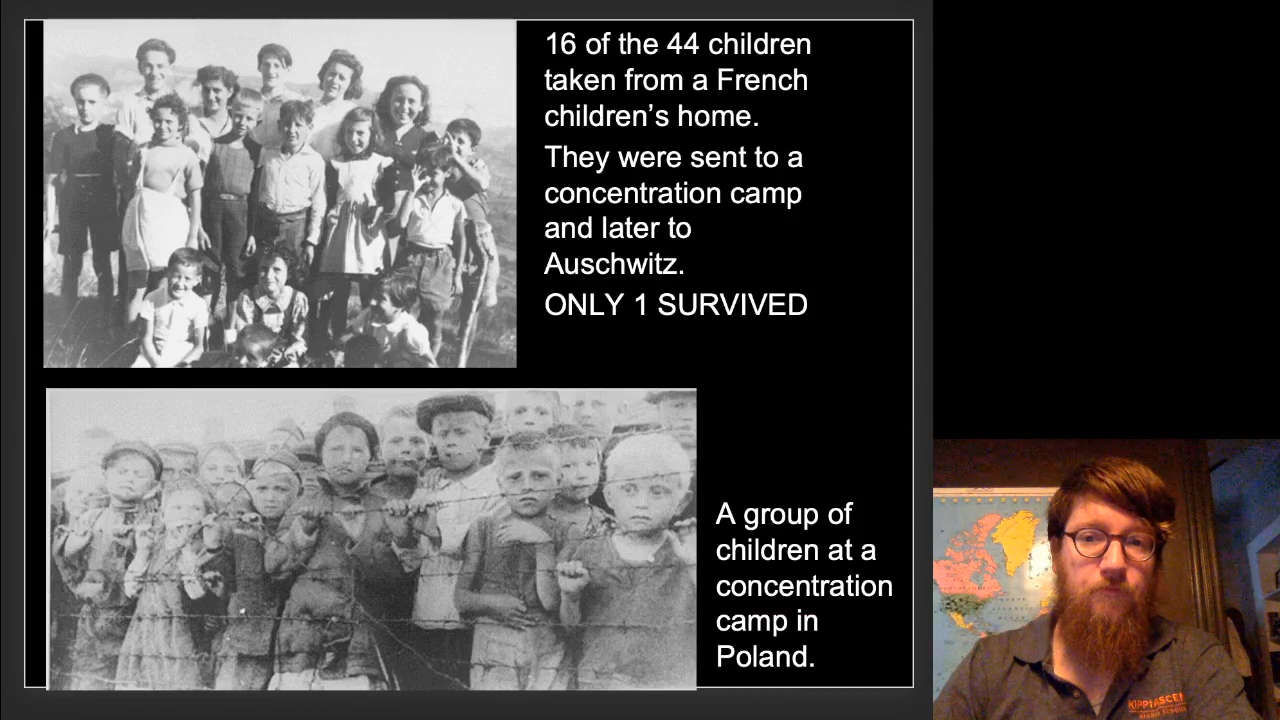 16 of the 44 children
taken from a French
children’s home.
They were sent to a
concentration camp
and later to
Auschwitz.
ONLY 1 SURVIVED
A group of
children at a
concentration
camp in
Poland.